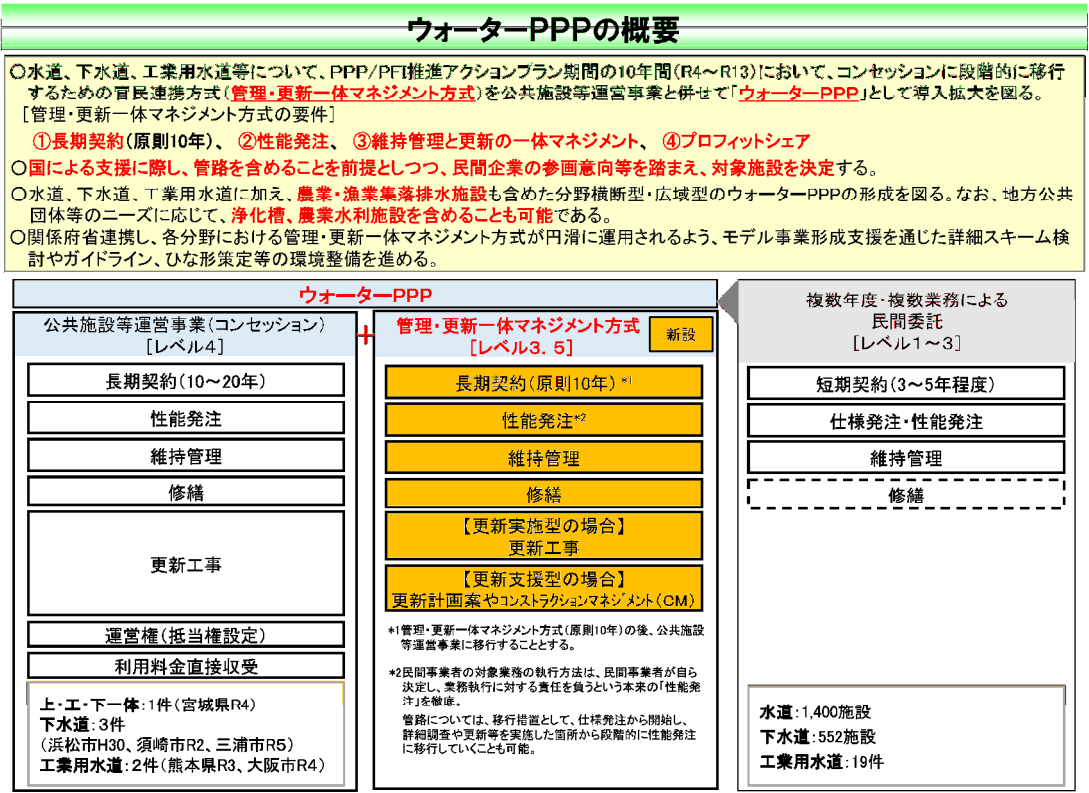 ウォーターPPPの概要
○水道、下水道、工業用水道等について、PPP/PFI推進アクションプラン期間の10年間(R4～R13)において、コンセッションに段階的に移行
するための官民連携方式(管理・更新一体マネジメント方式)を公共施設等運営事業と併せて「ウォーターPPP」として導入拡大を図る。
[管理・更新一体マネジメント方式の要件]
①長期契約(原則10年)、 ②性能発注、 ③維持管理と更新の一体マネジメント、 ④プロフィットシェア
○国による支援に際し、管路を含めることを前提としつつ、民間企業の参画意向等を踏まえ、対象施設を決定する。
○水道、下水道、工業用水道に加え、農業・漁業集落排水施設も含めた分野横断型・広域型のウォーターPPPの形成を図る。なお、地方公共
団体等のニーズに応じて、浄化槽、農業水利施設を含めることも可能である。
○関係府省連携し、各分野における管理・更新一体マネジメント方式が円滑に運用されるよう、モデル事業形成支援を通じた詳細スキーム検
討やガイドライン、ひな形策定等の環境整備を進める。
ウォーターPPP
公共施設等運営事業(コンセッション)
[レベル4]
長期契約(10～20年)
性能発注
維持管理
修繕
更新工事
運営権(抵当権設定)
利用料金直接収受
上・工・下一体:1件(宮城県R4)
下水道:3件
(浜松市H30、須崎市R2、三浦市R5)
工業用水道:2件(熊本県R3、大阪市R4)
+
管理・更新一体マネジメント方式
[レベル3．5]
新設
長期契約(原則10年) *1
性能発注*2
維持管理
修繕
【更新実施型の場合】
更新工事
【更新支援型の場合】
更新計画案やコンストラクションマネジメント(CM)
*1管理・更新一体マネジメント方式(原則10年)の後、公共施設
等運営事業に移行することとする。
*2民間事業者の対象業務の執行方法は、民間事業者が自ら
決定し、業務執行に対する責任を負うという本来の「性能発
注」を徹底。
管路については、移行措置として、仕様発注から開始し、
詳細調査や更新等を実施した箇所から段階的に性能発注
に移行していくことも可能。
複数年度・複数業務による
民間委託
[レベル1～3]
短期契約(3～5年程度)
仕様発注・性能発注
維持管理
修繕
水道:1,400施設
下水道:552施設
工業用水道:19件